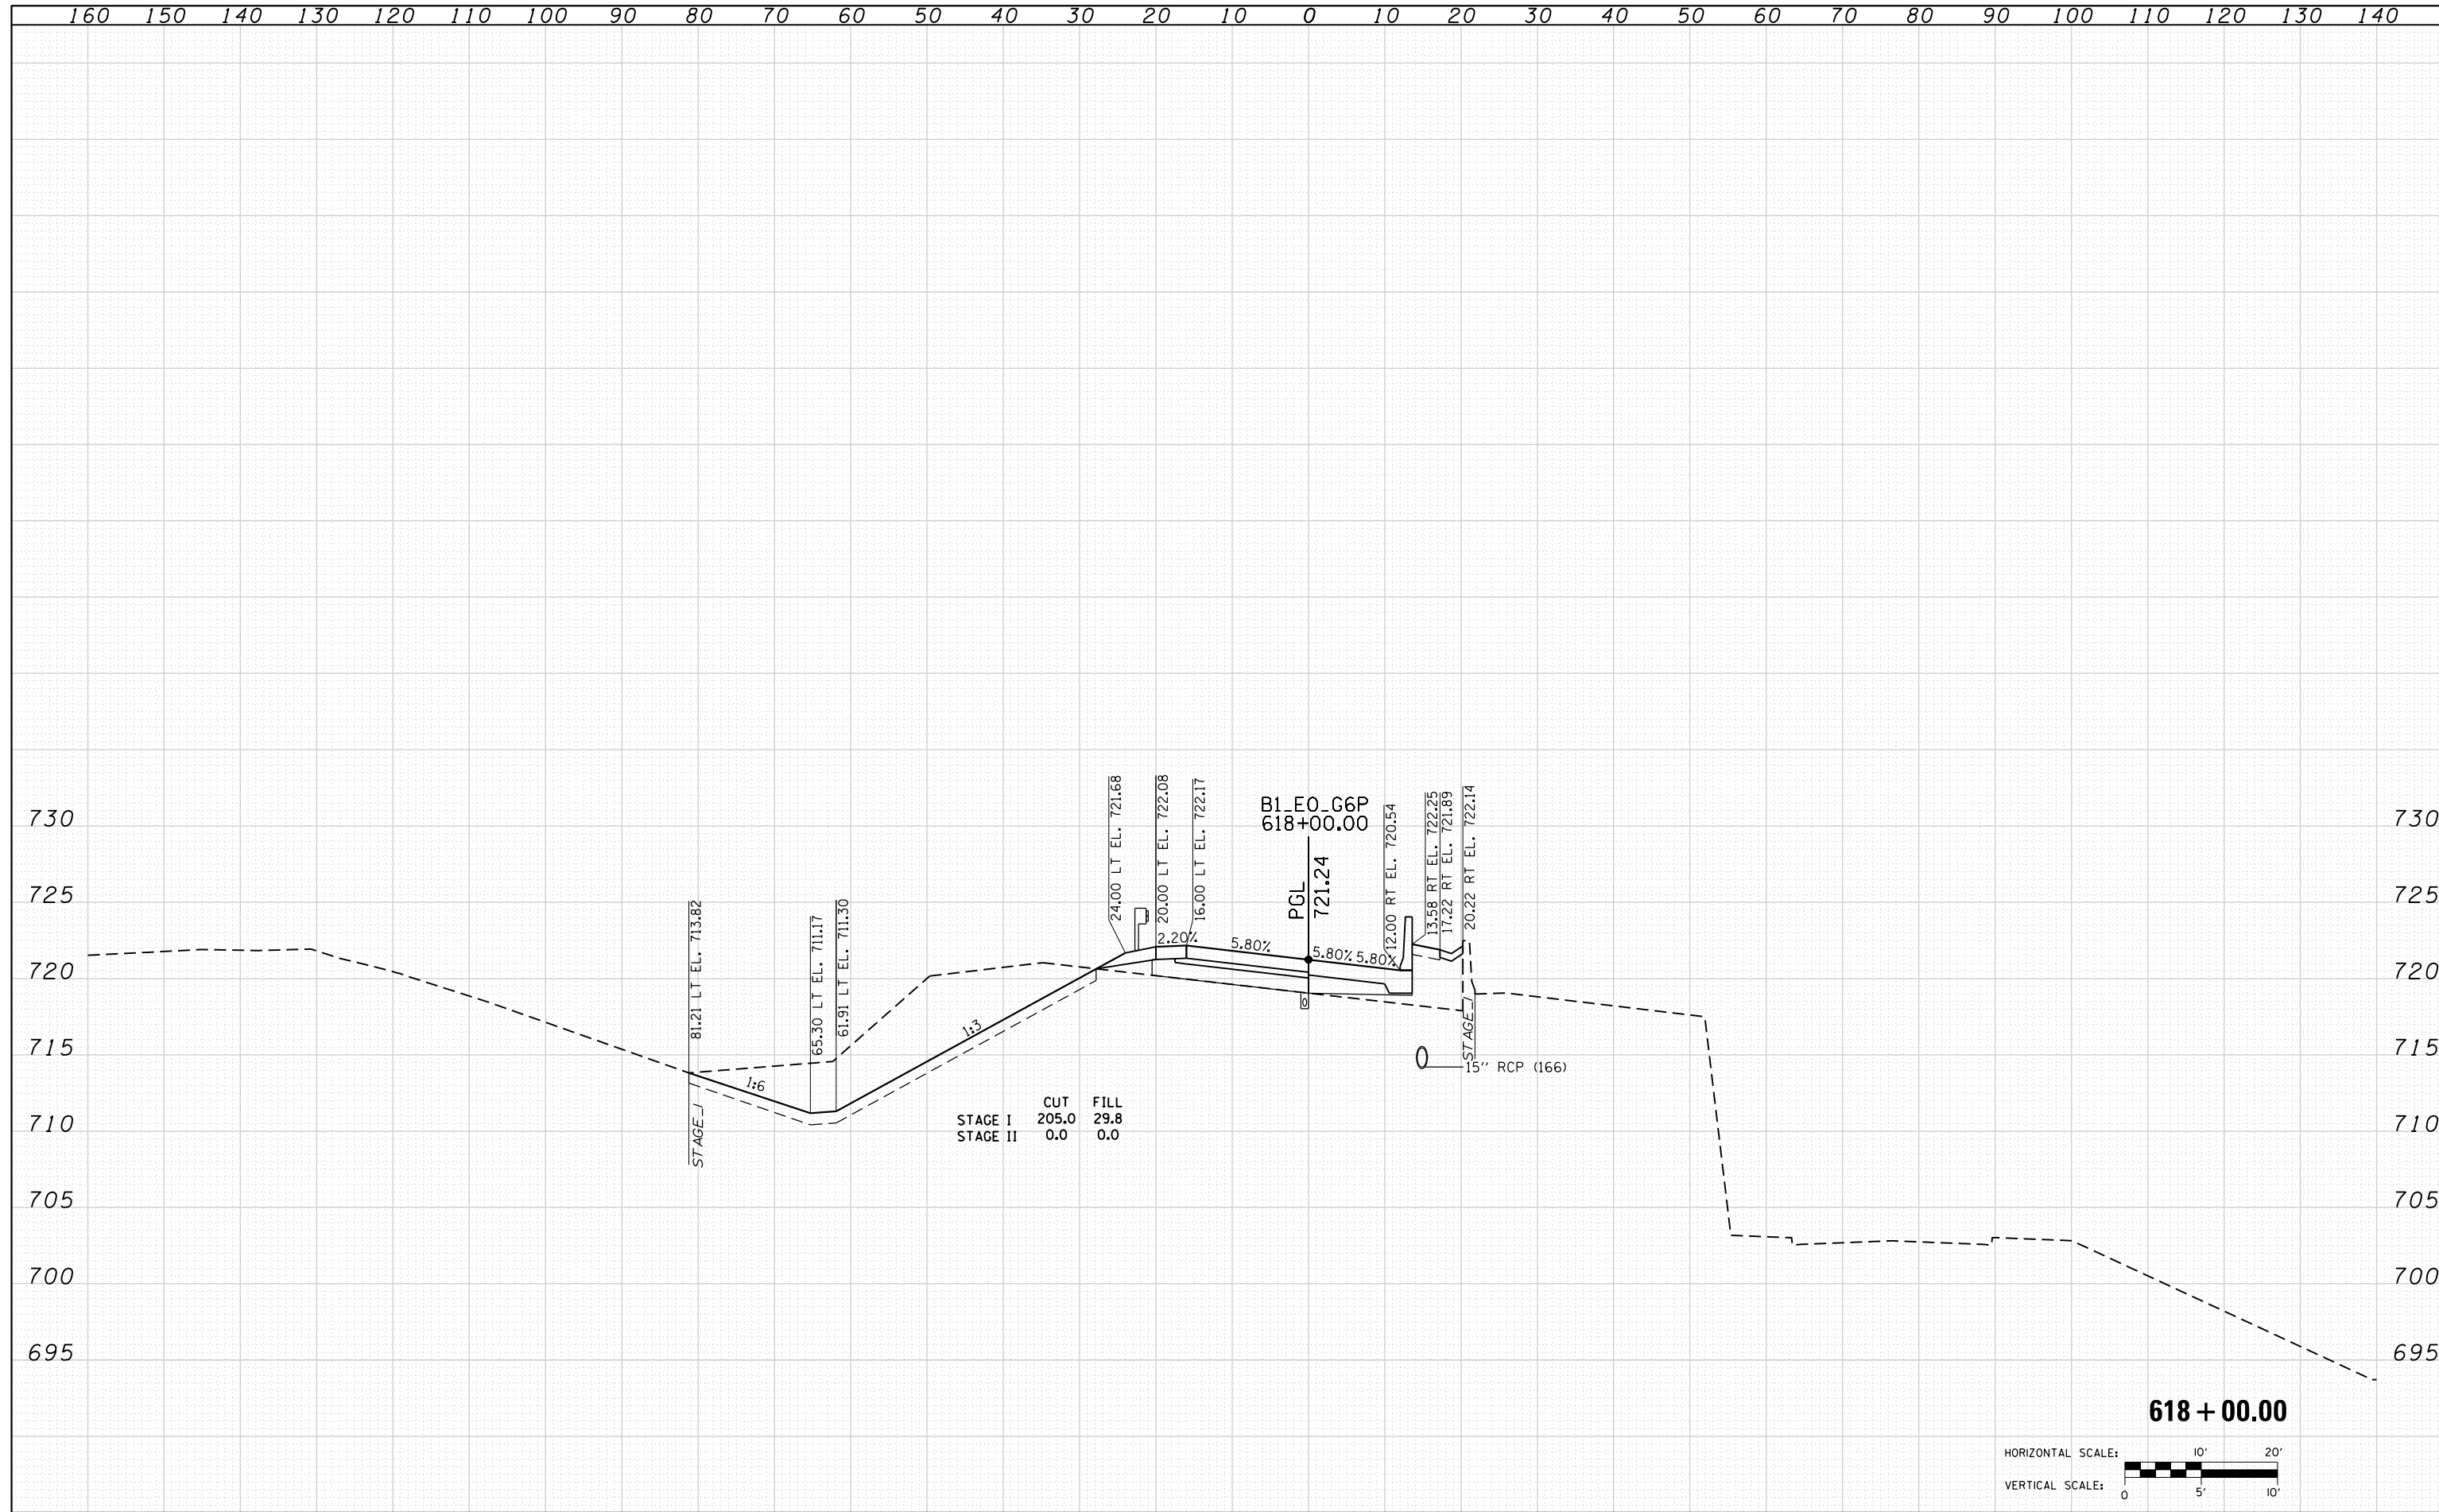 160 150 140 130 120 110 100 90 80 70 60 50 40 30 20 10 0 10 20 30 40 50 60 70 80 90 100 110 120 130 140
24.00 LT EL. 721.68
20.00 LT EL. 722.08
16.00 LT EL. 722.17
B1_EO_G6P
618+00.00
PGL
721.24
12.00 RT EL. 720.54
13.58 RT EL. 722.25
17.22 RT EL. 721.89
20.22 RT EL. 722.14
730 730
725 725
81.21 LT EL. 713.82
65.30 LT EL. 711.17
61.91 LT EL. 711.30
2.20% 5.80% 5.80% 5.80%
720 720
1:3
STAGE_I
715 715
15'' RCP (166)
1:6
STAGE_I
CUT FILL
STAGE I 205.0 29.8
STAGE II 0.0 0.0
710 710
705 705
700 700
695 695
618 + 00.00
HORIZONTAL SCALE: 10' 20'
VERTICAL SCALE: 0 5' 10'